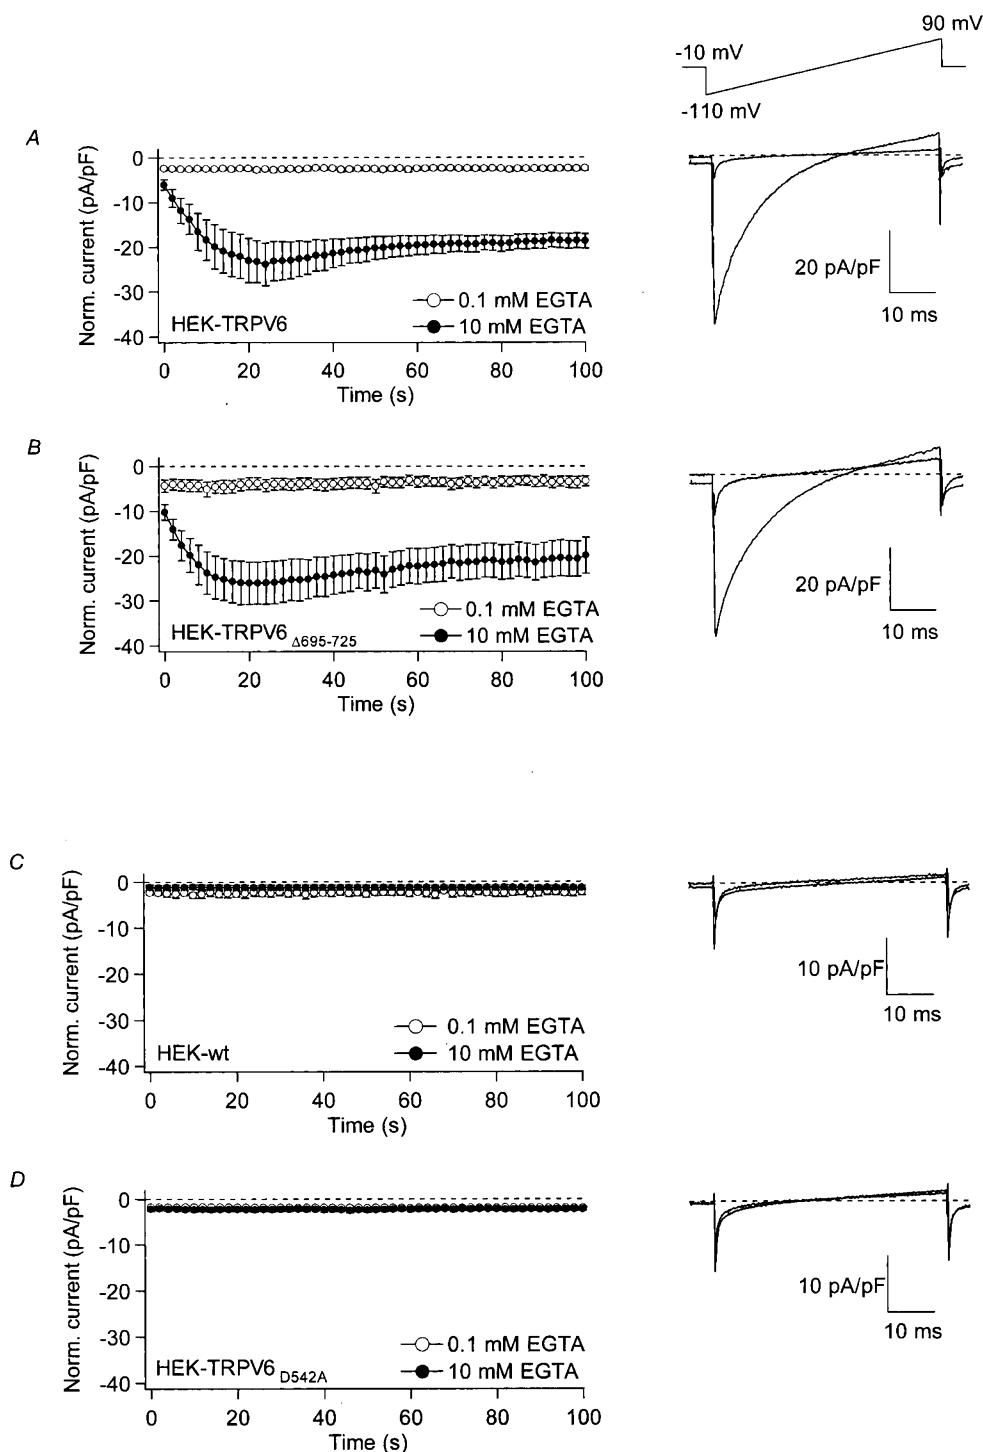 90 mV
-10 mV
-110 mV
A
Norm. current (pA/pF)
0
-10
-20
-30
-40
0.1 mM EGTA
10 mM EGTA
HEK-TRPV6
0 20 40 60 80 100
Time (s)
20 pA/pF
10 ms
B
Norm. current (pA/pF)
0
-10
-20
-30
-40
0.1 mM EGTA
10 mM EGTA
HEK-TRPV6 Δ695-725
0 20 40 60 80 100
Time (s)
20 pA/pF
10 ms
C
Norm. current (pA/pF)
0
-10
-20
-30
-40
0.1 mM EGTA
10 mM EGTA
HEK-wt
0 20 40 60 80 100
Time (s)
10 pA/pF
10 ms
D
Norm. current (pA/pF)
0
-10
-20
-30
-40
0.1 mM EGTA
10 mM EGTA
HEK-TRPV6 D542A
0 20 40 60 80 100
Time (s)
10 pA/pF
10 ms